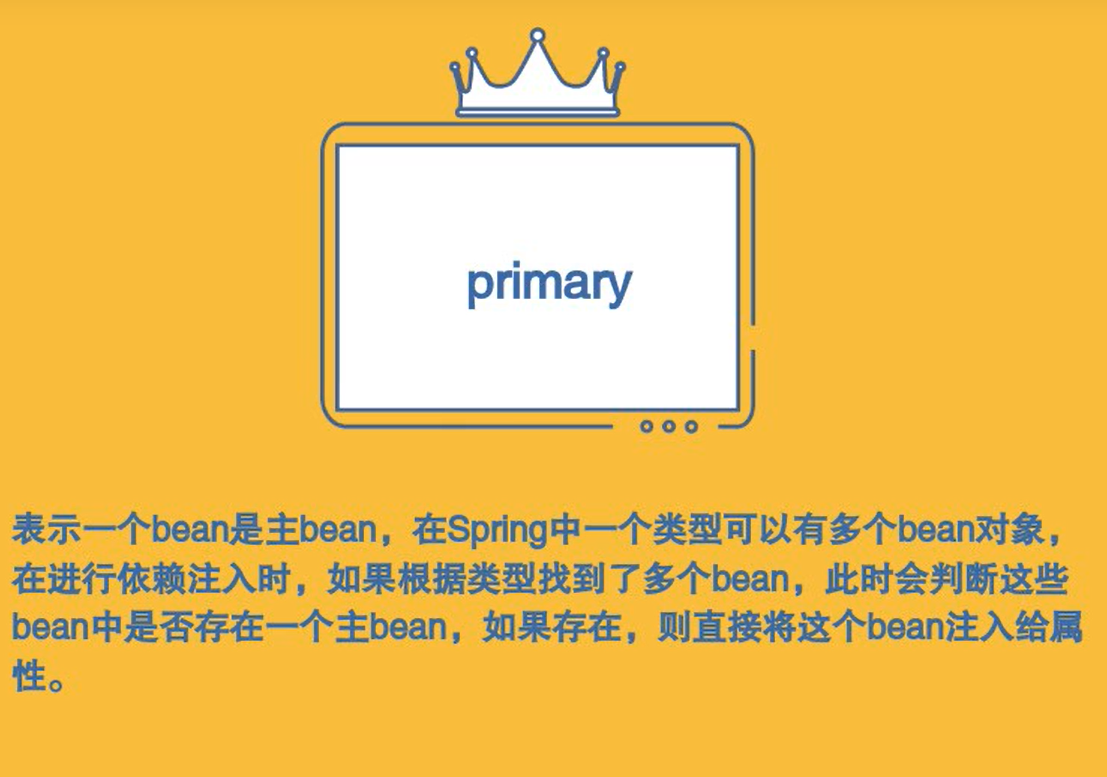 primary
表示一个bean是主bean，在Spring中一个类型可以有多个bean对象，
在进行依赖注入时，如果根据类型找到了多个bean，此时会判断这些
bean中是否存在一个主bean，如果存在，则直接将这个bean注入给属
性。